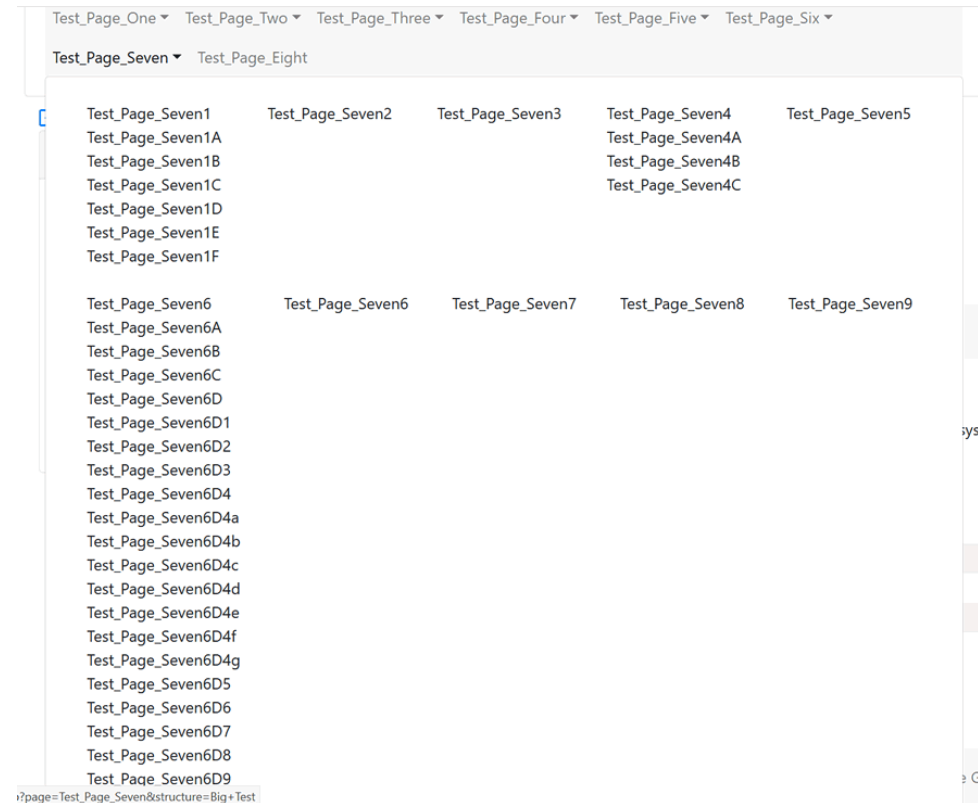 Test_Page_One Test_Page_Two Test_Page_Three Test_Page_Four Test_Page_Five Test_Page_Six
Test_Page_Seven Test_Page_Eight
Test_Page_Seven1 Test_Page_Seven2 Test_Page_Seven3 Test_Page_Seven4 Test_Page_Seven5
Test_Page_Seven1A Test_Page_Seven4A
Test_Page_Seven1B Test_Page_Seven4B
Test_Page_Seven1C Test_Page_Seven4C
Test_Page_Seven1D
Test_Page_Seven1E
Test_Page_Seven1F
Test_Page_Seven6 Test_Page_Seven6 Test_Page_Seven7 Test_Page_Seven8 Test_Page_Seven9
Test_Page_Seven6A
Test_Page_Seven6B
Test_Page_Seven6C
Test_Page_Seven6D
Test_Page_Seven6D1
sys
Test_Page_Seven6D2
Test_Page_Seven6D3
Test_Page_Seven6D4
Test_Page_Seven6D4a
Test_Page_Seven6D4b
Test_Page_Seven6D4c
Test_Page_Seven6D4d
Test_Page_Seven6D4e
Test_Page_Seven6D4f
Test_Page_Seven6D4g
Test_Page_Seven6D5
Test_Page_Seven6D6
Test_Page_Seven6D7
Test_Page_Seven6D8
Test_Page_Seven6D9
?page=Test_Page_Seven&structure=Big+Test